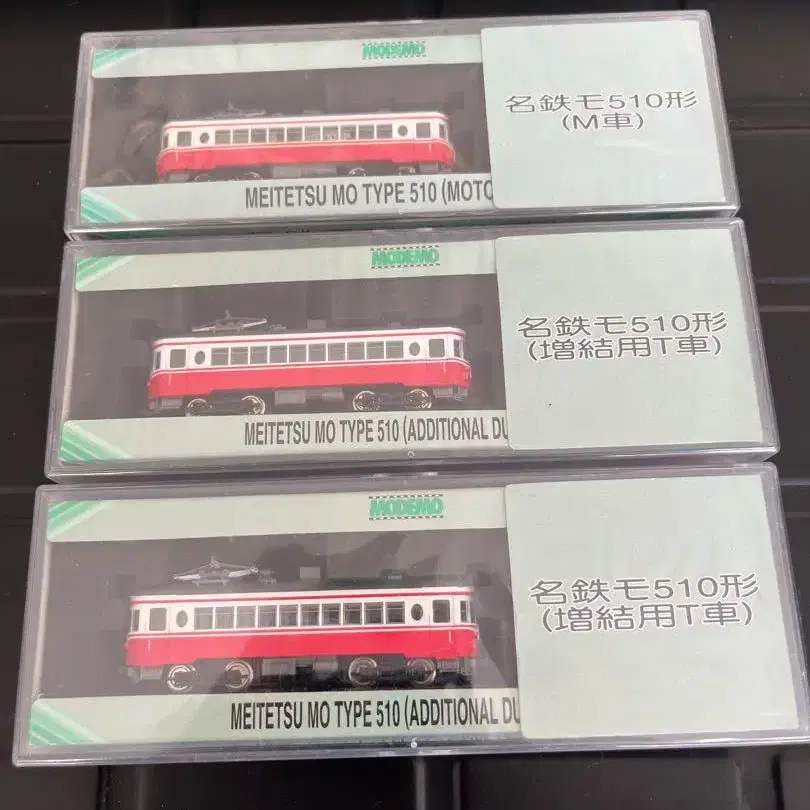 MODEMO
名鉄モ510形
(M車)
MEITETSU MO TYPE 510 (MOTO
MODEMO
名鉄モ510形
(増結用T車)
MEITETSU MO TYPE 510 (ADDITIONAL DU
MODEMO
名鉄モ510形
(増結用T車)
MEITETSU MO TYPE 510 (ADDITIONAL DU